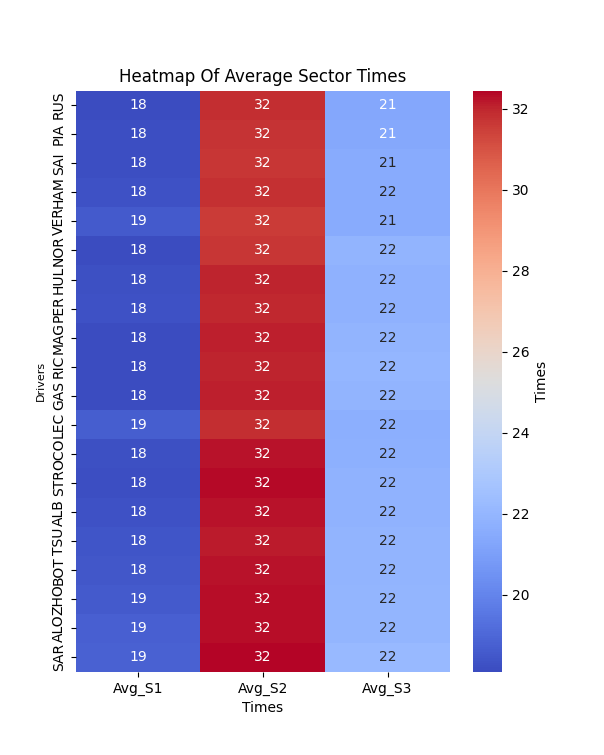 Heatmap Of Average Sector Times
Drivers
RUS 18 32 21
PIA 18 32 21
SAI 18 32 21
HAM 18 32 22
VER 19 32 21
NOR 18 32 22
HUL 18 32 22
PER 18 32 22
MAG 18 32 22
RIC 18 32 22
GAS 18 32 22
LEC 19 32 22
OCO 18 32 22
STR 18 32 22
ALB 18 32 22
TSU 18 32 22
BOT 18 32 22
ZHO 19 32 22
ALO 19 32 22
SAR 19 32 22
Avg_S1 Avg_S2 Avg_S3
Times
32
30
28
26
24
22
20
Times